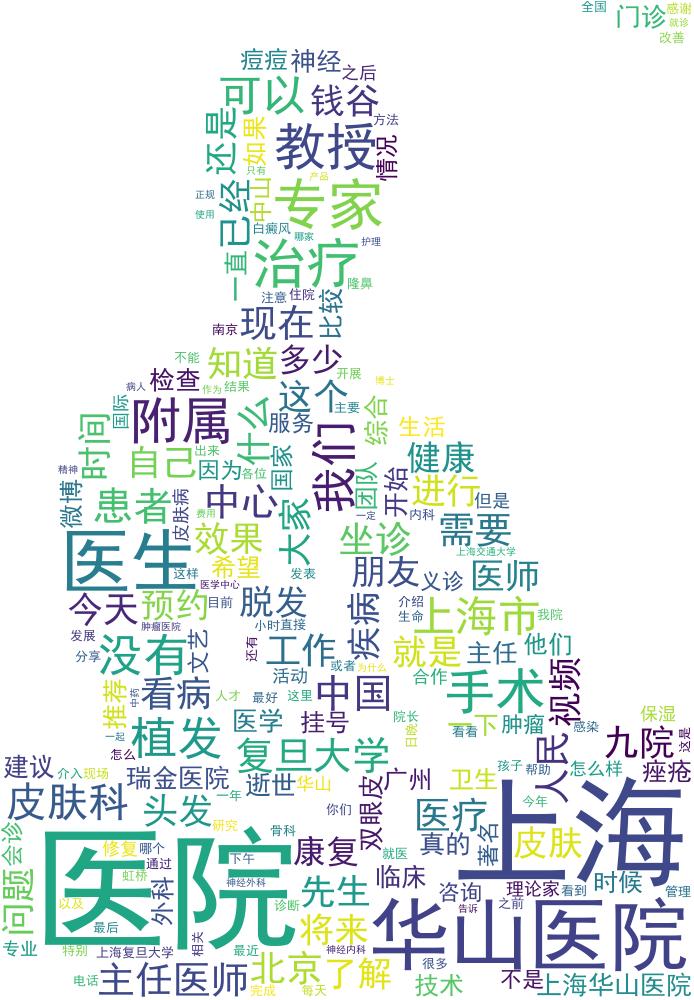 全国
门诊
感谢
就诊
改善
痘痘
神经
之后
可以
钱谷
方法
还是
如果
教授
情况
只有
产品
正规
已经
中山
专家
使用
白癜风
哪家
护理
一直
治疗
隆鼻
注意
住院
比较
南京
现在
不能
知道
多少
开展
病人
检查
作为
结果
这个
主要
博士
国际
附属
什么
服务
我们
综合
生活
时间
自己
出来
因为
各位
国家
团队
健康
精神
微博
皮肤病
费用
中心
一定
开始
内科
进行
但是
患者
效果
大家
坐诊
需要
上海交通大学
医生
这样
希望
医学中心
发表
朋友
义诊
医师
今天
预约
目前
脱发
疾病
介绍
生命
上海市
我院
肿瘤医院
小时
直接
发展
分享
没有
文艺
还有
工作
或者
为什么
就是
主任
他们
合作
活动
推荐
中药
看病
人才
最好
这里
中国
手术
视频
一起
植发
医学
挂号
院长
日晚
一下
看看
肿瘤
感染
保湿
怎么
复旦大学
人民
九院
这是
建议
介入
现场
瑞金医院
逝世
华山
双眼皮
广州
卫生
孩子
帮助
怎么样
痤疮
皮肤科
头发
一年
你们
医疗
今年
上海
研究
骨科
真的
著名
皮肤
会诊
修复
哪个
医院
下午
康复
就医
问题
虹桥
通过
外科
神经外科
诊断
先生
临床
咨询
理论家
看到
时候
管理
以及
最后
将来
华山医院
告诉
之前
专业
特别
上海复旦大学
相关
最近
神经内科
很多
电话
主任医师
北京
完成
每天
了解
技术
不是
上海华山医院